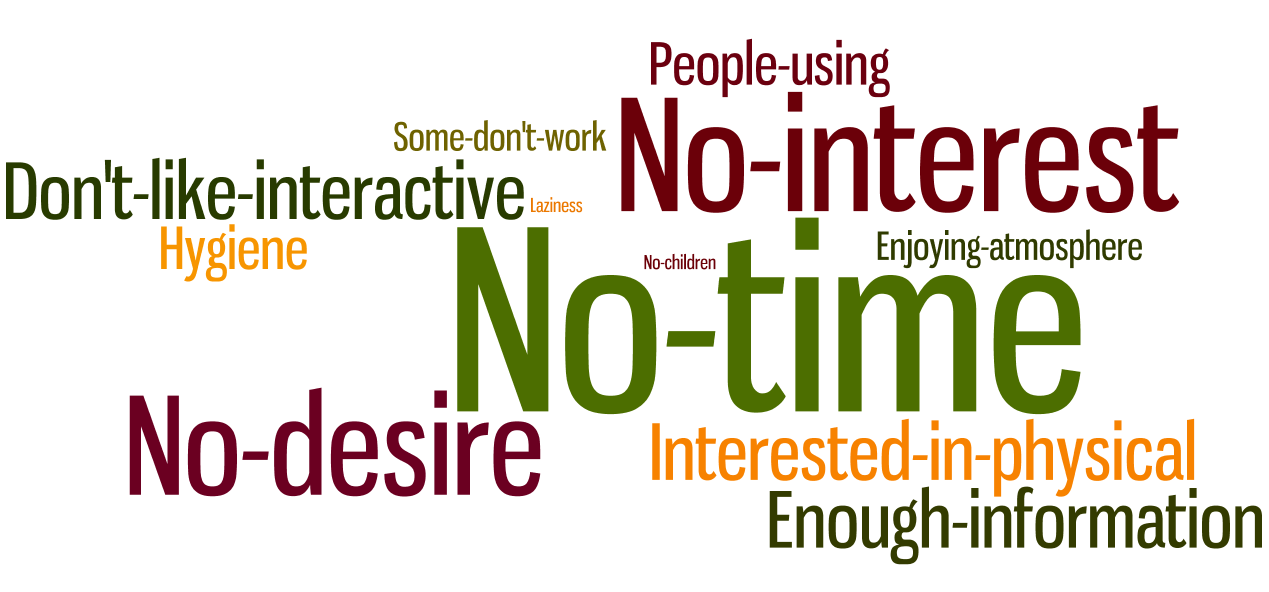 People-using
No-interest
Some-don't-work
Don't-like-interactive
Laziness
Hygiene
No-children
Enjoying-atmosphere
No-time
No-desire
Interested-in-physical
Enough-information